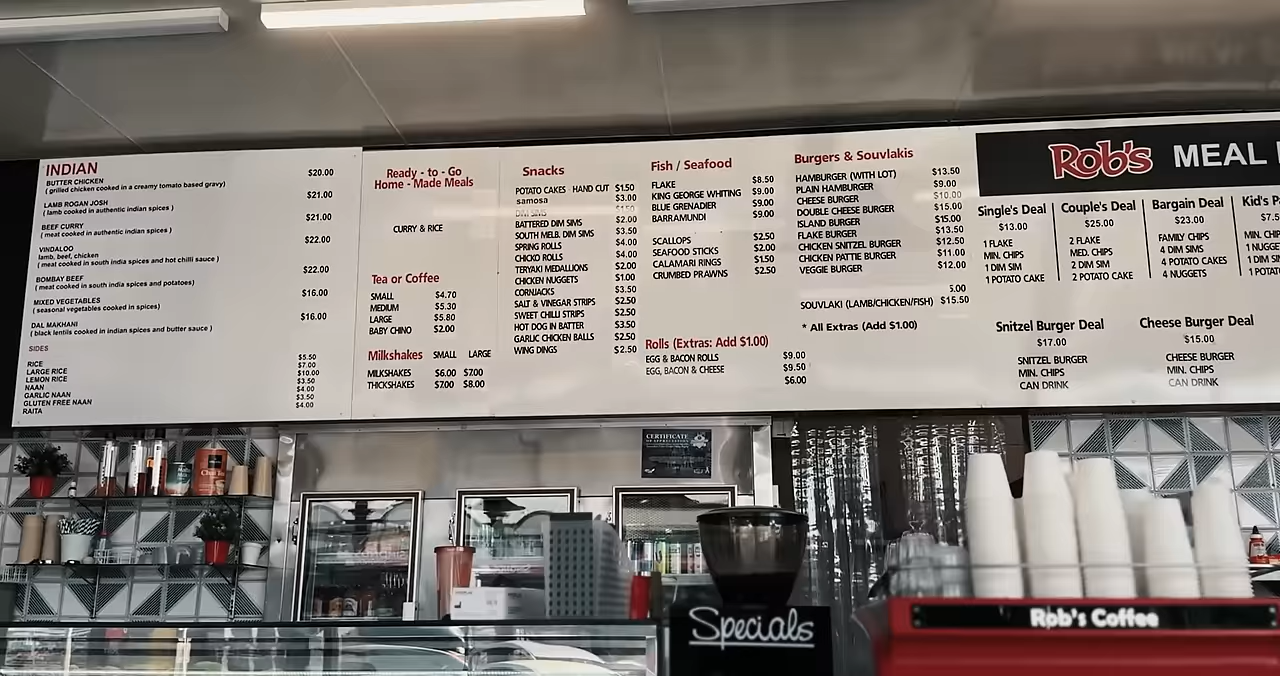 INDIAN
BUTTER CHICKEN $20.00
( grilled chicken cooked in a creamy tomato based gravy)
LAMB ROGAN JOSH $21.00
( lamb cooked in authentic indian spices )
BEEF CURRY $21.00
( meat cooked in authentic indian spices )
VINDALOO $22.00
lamb, beef, chicken
( meat cooked in south india spices and hot chilli sauce )
BOMBAY BEEF $22.00
( meat cooked in south india spices and potatoes)
MIXED VEGETABLES $16.00
(seasonal vegetables cooked in spices)
DAL MAKHANI $16.00
( black lentils cooked in indian spices and butter sauce )
SIDES
RICE $5.50
LARGE RICE $7.00
LEMON RICE $10.00
NAAN $3.50
GARLIC NAAN $4.00
GLUTEN FREE NAAN $3.50
RAITA $4.00
Ready - to - Go
Home - Made Meals
CURRY & RICE
Tea or Coffee
SMALL $4.70
MEDIUM $5.30
LARGE $5.80
BABY CHINO $2.00
Milkshakes SMALL LARGE
MILKSHAKES $6.00 $7.00
THICKSHAKES $7.00 $8.00
Snacks
POTATO CAKES HAND CUT $1.50
samosa $3.00
DIM SIMS $1.50
BATTERED DIM SIMS $2.00
SOUTH MELB. DIM SIMS $3.50
SPRING ROLLS $4.00
CHICKO ROLLS $4.00
TERYAKI MEDALLIONS $2.00
CHICKEN NUGGETS $1.00
CORNJACKS $3.50
SALT & VINEGAR STRIPS $2.50
SWEET CHILLI STRIPS $2.50
HOT DOG IN BATTER $3.50
GARLIC CHICKEN BALLS $2.50
WING DINGS $2.50
Fish / Seafood
FLAKE $8.50
KING GEORGE WHITING $9.00
BLUE GRENADIER $9.00
BARRAMUNDI $9.00
SCALLOPS $2.50
SEAFOOD STICKS $2.00
CALAMARI RINGS $1.50
CRUMBED PRAWNS $2.50
Rolls (Extras: Add $1.00)
EGG & BACON ROLLS $9.00
EGG, BACON & CHEESE $9.50
$6.00
Burgers & Souvlakis
HAMBURGER (WITH LOT) $13.50
PLAIN HAMBURGER $9.00
CHEESE BURGER $10.00
DOUBLE CHEESE BURGER $15.00
ISLAND BURGER $15.00
FLAKE BURGER $13.50
CHICKEN SNITZEL BURGER $12.50
CHICKEN PATTIE BURGER $11.00
VEGGIE BURGER $12.00
5.00
SOUVLAKI (LAMB/CHICKEN/FISH) $15.50
* All Extras (Add $1.00)
Rob's MEAL
Single's Deal
$13.00
1 FLAKE
MIN. CHIPS
1 DIM SIM
1 POTATO CAKE
Couple's Deal
$25.00
2 FLAKE
MED. CHIPS
2 DIM SIM
2 POTATO CAKE
Bargain Deal
$23.00
FAMILY CHIPS
4 DIM SIMS
4 POTATO CAKES
4 NUGGETS
Kid's Pa
$7.5
MIN. CHIP
1 NUGGE
1 DIM SI
1 POTAT
Snitzel Burger Deal
$17.00
SNITZEL BURGER
MIN. CHIPS
CAN DRINK
Cheese Burger Deal
$15.00
CHEESE BURGER
MIN. CHIPS
CAN DRINK
CERTIFICATE
OF APPRECIATION
Chai Tea
Specials
Rob's Coffee